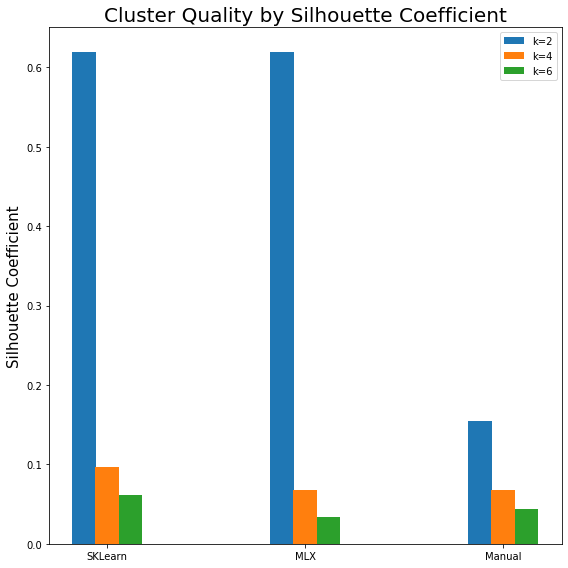 Cluster Quality by Silhouette Coefficient
k=2
k=4
k=6
Silhouette Coefficient
0.6
0.5
0.4
0.3
0.2
0.1
0.0
SKLearn
MLX
Manual